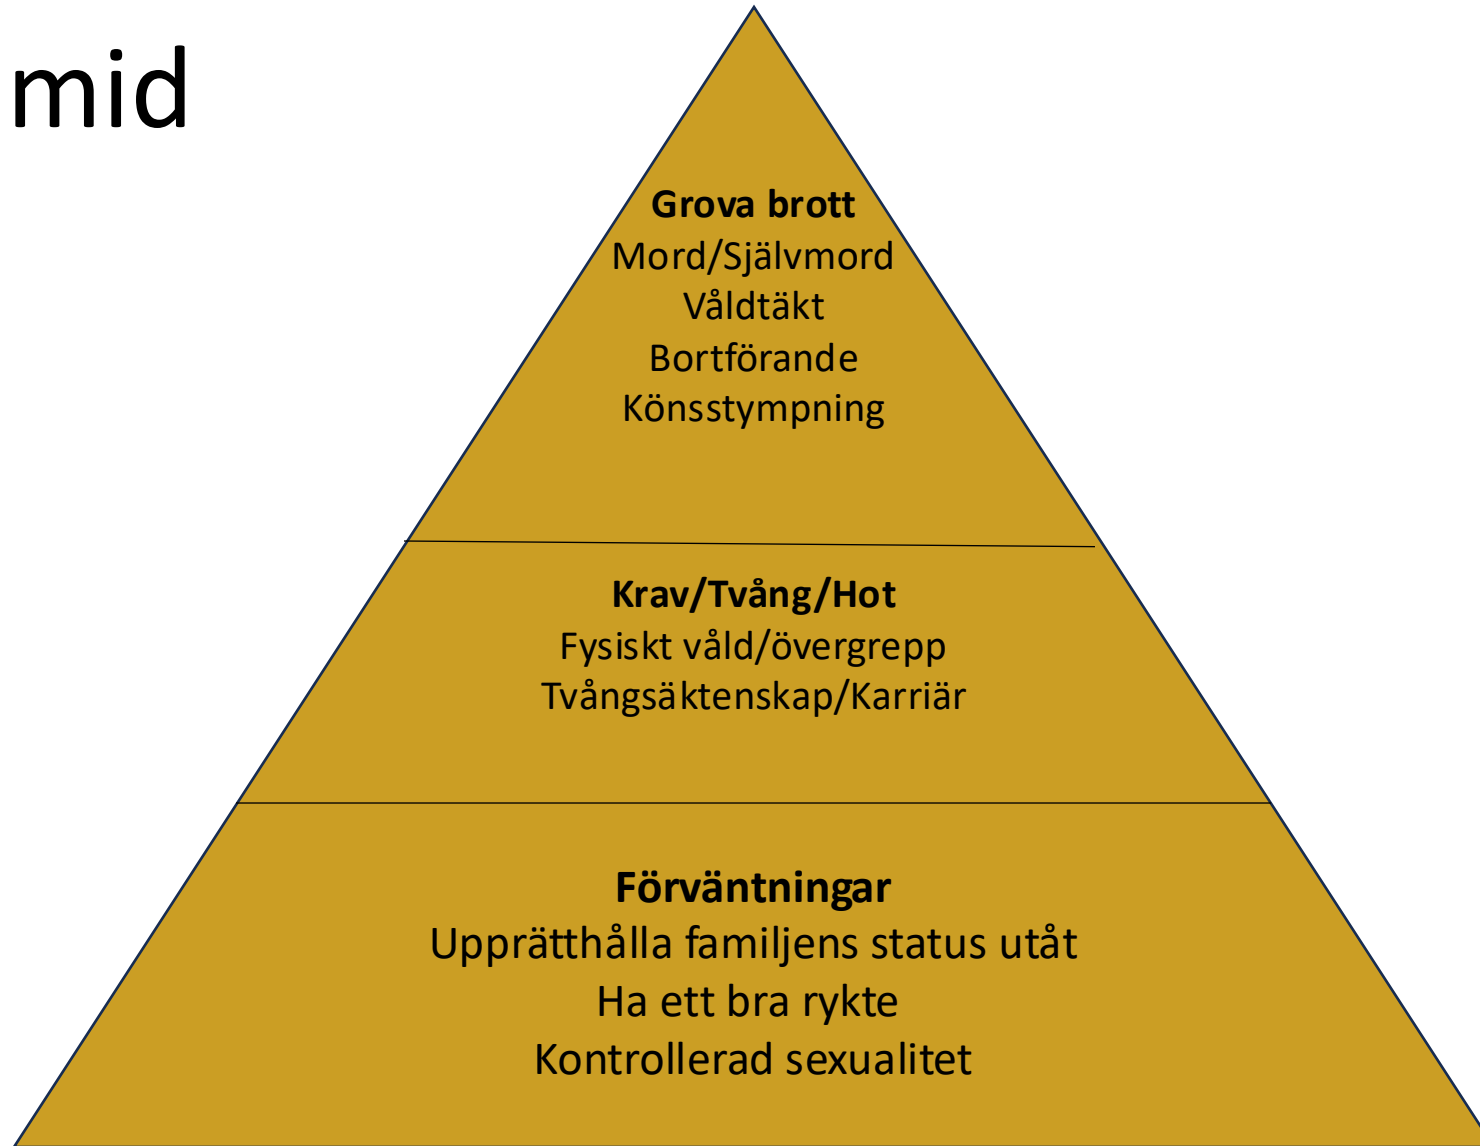 mid
Grova brott
Mord/Självmord
Våldtäkt
Bortförande
Könsstympning
Krav/Tvång/Hot
Fysiskt våld/övergrepp
Tvångsäktenskap/Karriär
Förväntningar
Upprätthålla familjens status utåt
Ha ett bra rykte
Kontrollerad sexualitet